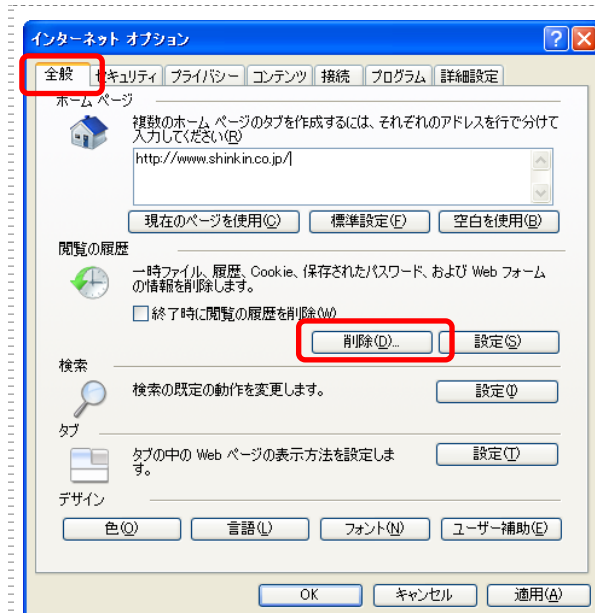 インターネット オプション
全般 セキュリティ プライバシー コンテンツ 接続 プログラム 詳細設定
ホーム ページ
複数のホーム ページのタブを作成するには、それぞれのアドレスを行で分けて
入力してください(R)
http://www.shinkin.co.jp/
現在のページを使用(C) 標準設定(F) 空白を使用(B)
閲覧の履歴
一時ファイル、履歴、Cookie、保存されたパスワード、および Web フォーム
の情報を削除します。
終了時に閲覧の履歴を削除(W)
削除(D)... 設定(S)
検索
検索の既定の動作を変更します。 設定(I)
タブ
タブの中の Web ページの表示方法を設定しま
す。 設定(T)
デザイン
色(O) 言語(L) フォント(N) ユーザー補助(E)
OK キャンセル 適用(A)